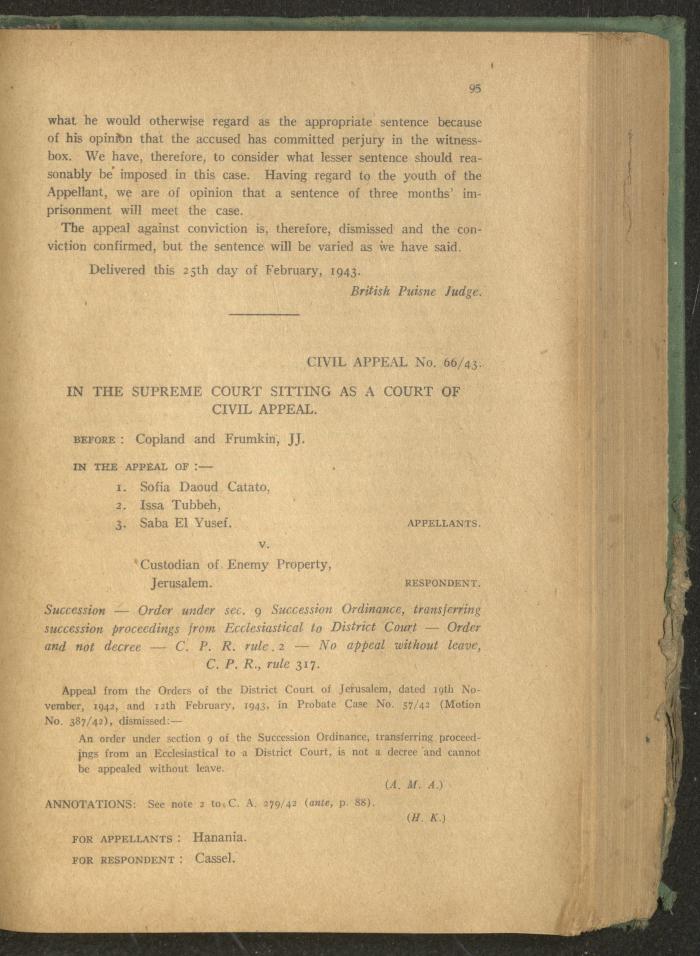 95
what he would otherwise regard as the appropriate sentence because
of his opinion that the accused has committed perjury in the witness-
box. We have, therefore, to consider what lesser sentence should rea-
sonably be imposed in this case. Having regard to the youth of the
Appellant, we are of opinion that a sentence of three months' im-
prisonment will meet the case.
The appeal against conviction is, therefore, dismissed and the con-
viction confirmed, but the sentence will be varied as we have said.
Delivered this 25th day of February, 1943.
British Puisne Judge.
CIVIL APPEAL No. 66/43.
IN THE SUPREME COURT SITTING AS A COURT OF
CIVIL APPEAL.
BEFORE : Copland and Frumkin, JJ.
IN THE APPEAL OF :—
1. Sofia Daoud Catato,
2. Issa Tubbeh,
3. Saba El Yusef. APPELLANTS.
v.
Custodian of Enemy Property,
Jerusalem. RESPONDENT.
Succession — Order under sec. 9 Succession Ordinance, transferring
succession proceedings from Ecclesiastical to District Court — Order
and not decree — C. P. R. rule 2 — No appeal without leave,
C. P. R., rule 317.
Appeal from the Orders of the District Court of Jerusalem, dated 19th No-
vember, 1942, and 12th February, 1943, in Probate Case No. 57/42 (Motion
No. 387/42), dismissed:—
An order under section 9 of the Succession Ordinance, transferring proceed-
ings from an Ecclesiastical to a District Court, is not a decree and cannot
be appealed without leave.
(A. M. A.)
ANNOTATIONS: See note 2 to C. A. 279/42 (ante, p. 88).
(H. K.)
FOR APPELLANTS : Hanania.
FOR RESPONDENT : Cassel.